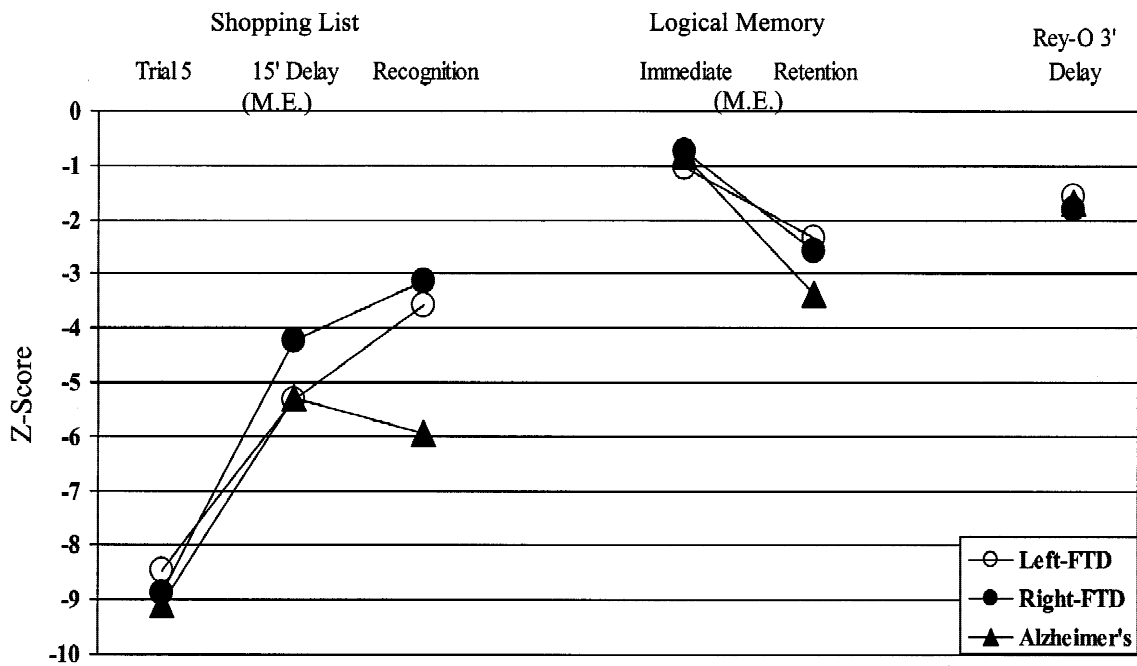 Shopping List
Logical Memory
Rey-O 3'
Delay
Trial 5
15' Delay
(M.E.)
Recognition
Immediate
Retention
(M.E.)
Z-Score
0
-1
-2
-3
-4
-5
-6
-7
-8
-9
-10
Left-FTD
Right-FTD
Alzheimer's